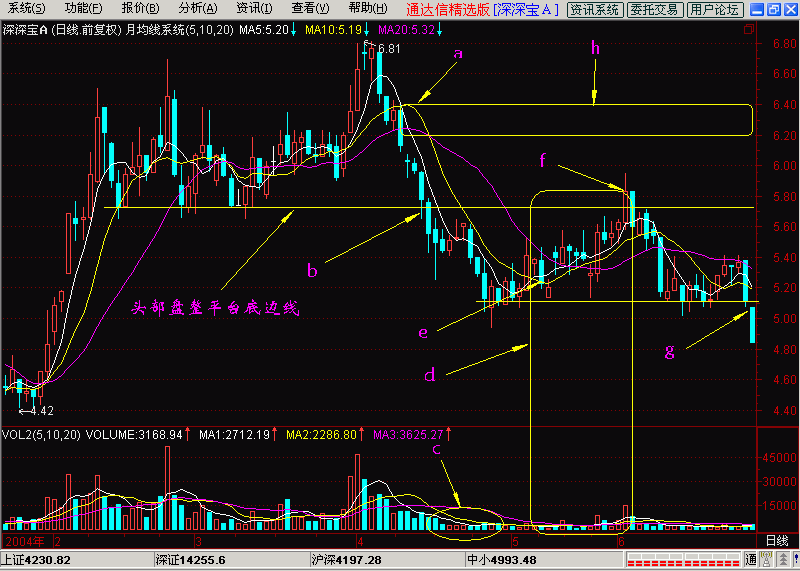 系统(S) 功能(F) 报价(B) 分析(A) 资讯(I) 查看(V) 帮助(H) 通达信精选版 [深深宝A] 资讯系统 委托交易 用户论坛
深深宝A (日线.前复权) 月均线系统(5,10,20) MA5:5.20↓ MA10:5.19↓ MA20:5.32↓
6.81
6.80
a
h
6.60
6.40
6.20
f
6.00
5.80
b
5.60
5.40
头部盘整平台底边线
5.20
e
5.00
g
d
4.80
4.60
4.42
4.40
VOL2(5,10,20) VOLUME:3168.94↑ MA1:2712.19↑ MA2:2286.80↑ MA3:3625.27↑
c
45000
30000
15000
2004年 2 3 4 5 6 日线
上证4230.82 深证14255.6 沪深4197.28 中小4993.48 通